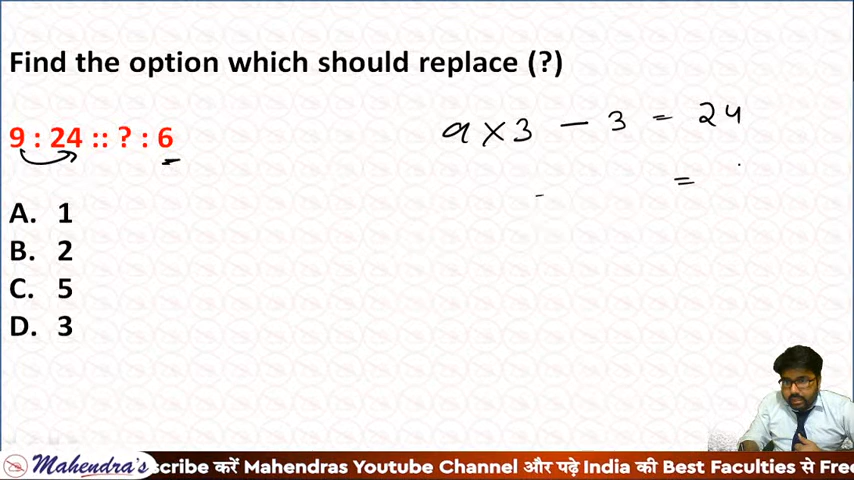 Find the option which should replace (?)
9 : 24 :: ? : 6
9 × 3 – 3 = 24
=
A. 1
B. 2
C. 5
D. 3
Mahendra's
scribe करें Mahendras Youtube Channel और पढ़े India की Best Faculties से Free